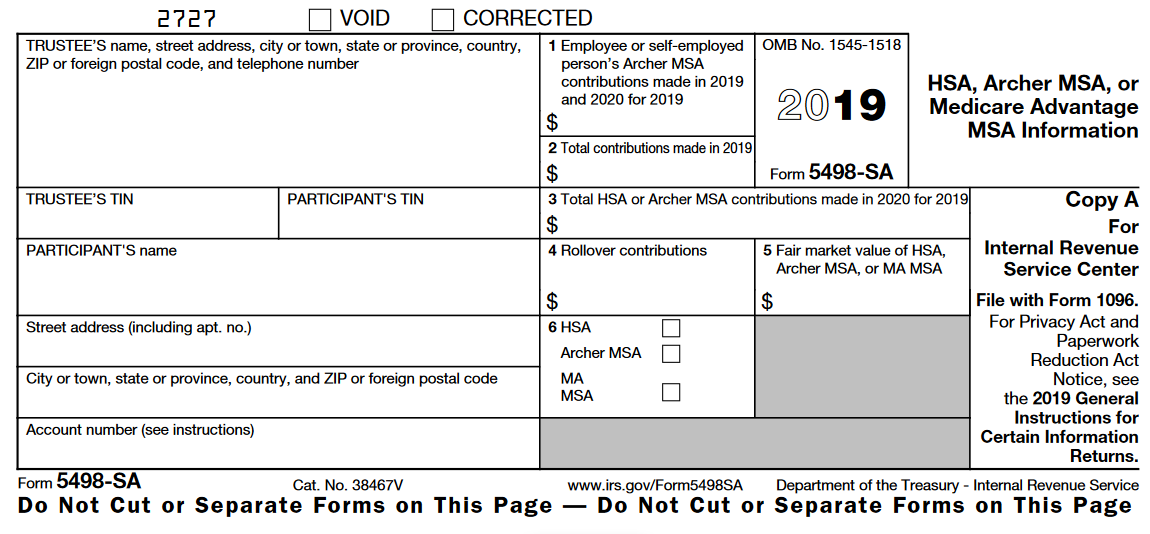 2727 VOID CORRECTED
TRUSTEE'S name, street address, city or town, state or province, country,
ZIP or foreign postal code, and telephone number
1 Employee or self-employed
person's Archer MSA
contributions made in 2019
and 2020 for 2019
$
2 Total contributions made in 2019
$
OMB No. 1545-1518
2019
Form 5498-SA
HSA, Archer MSA, or
Medicare Advantage
MSA Information
TRUSTEE'S TIN
PARTICIPANT'S TIN
3 Total HSA or Archer MSA contributions made in 2020 for 2019
$
Copy A
For
Internal Revenue
Service Center
File with Form 1096.
For Privacy Act and
Paperwork
Reduction Act
Notice, see
the 2019 General
Instructions for
Certain Information
Returns.
PARTICIPANT'S name
4 Rollover contributions
$
5 Fair market value of HSA,
Archer MSA, or MA MSA
$
Street address (including apt. no.)
6 HSA
Archer MSA
MA
MSA
City or town, state or province, country, and ZIP or foreign postal code
Account number (see instructions)
Form 5498-SA Cat. No. 38467V www.irs.gov/Form5498SA Department of the Treasury - Internal Revenue Service
Do Not Cut or Separate Forms on This Page — Do Not Cut or Separate Forms on This Page